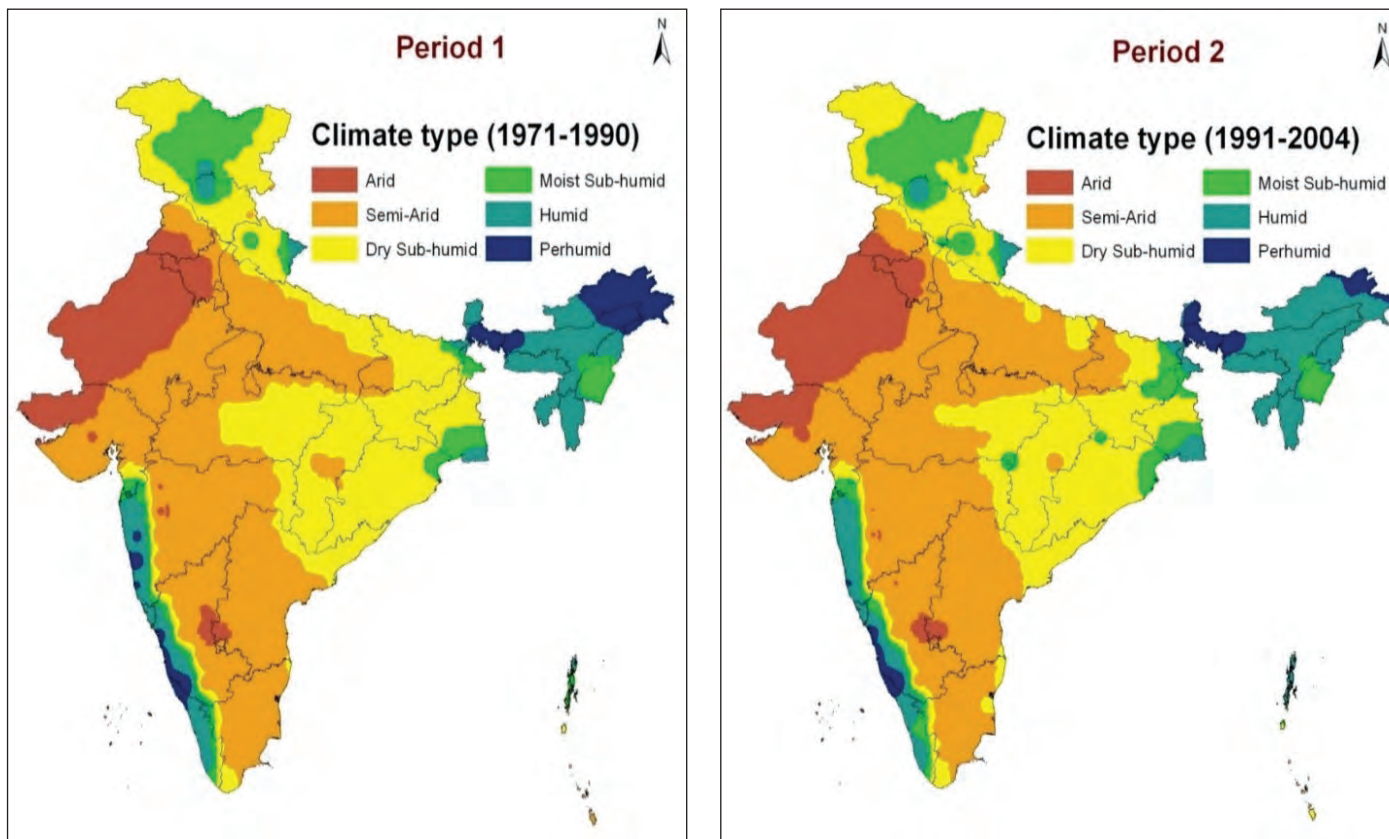 N
Period 1
Climate type (1971-1990)
Arid
Moist Sub-humid
Semi-Arid
Humid
Dry Sub-humid
Perhumid
N
Period 2
Climate type (1991-2004)
Arid
Moist Sub-humid
Semi-Arid
Humid
Dry Sub-humid
Perhumid